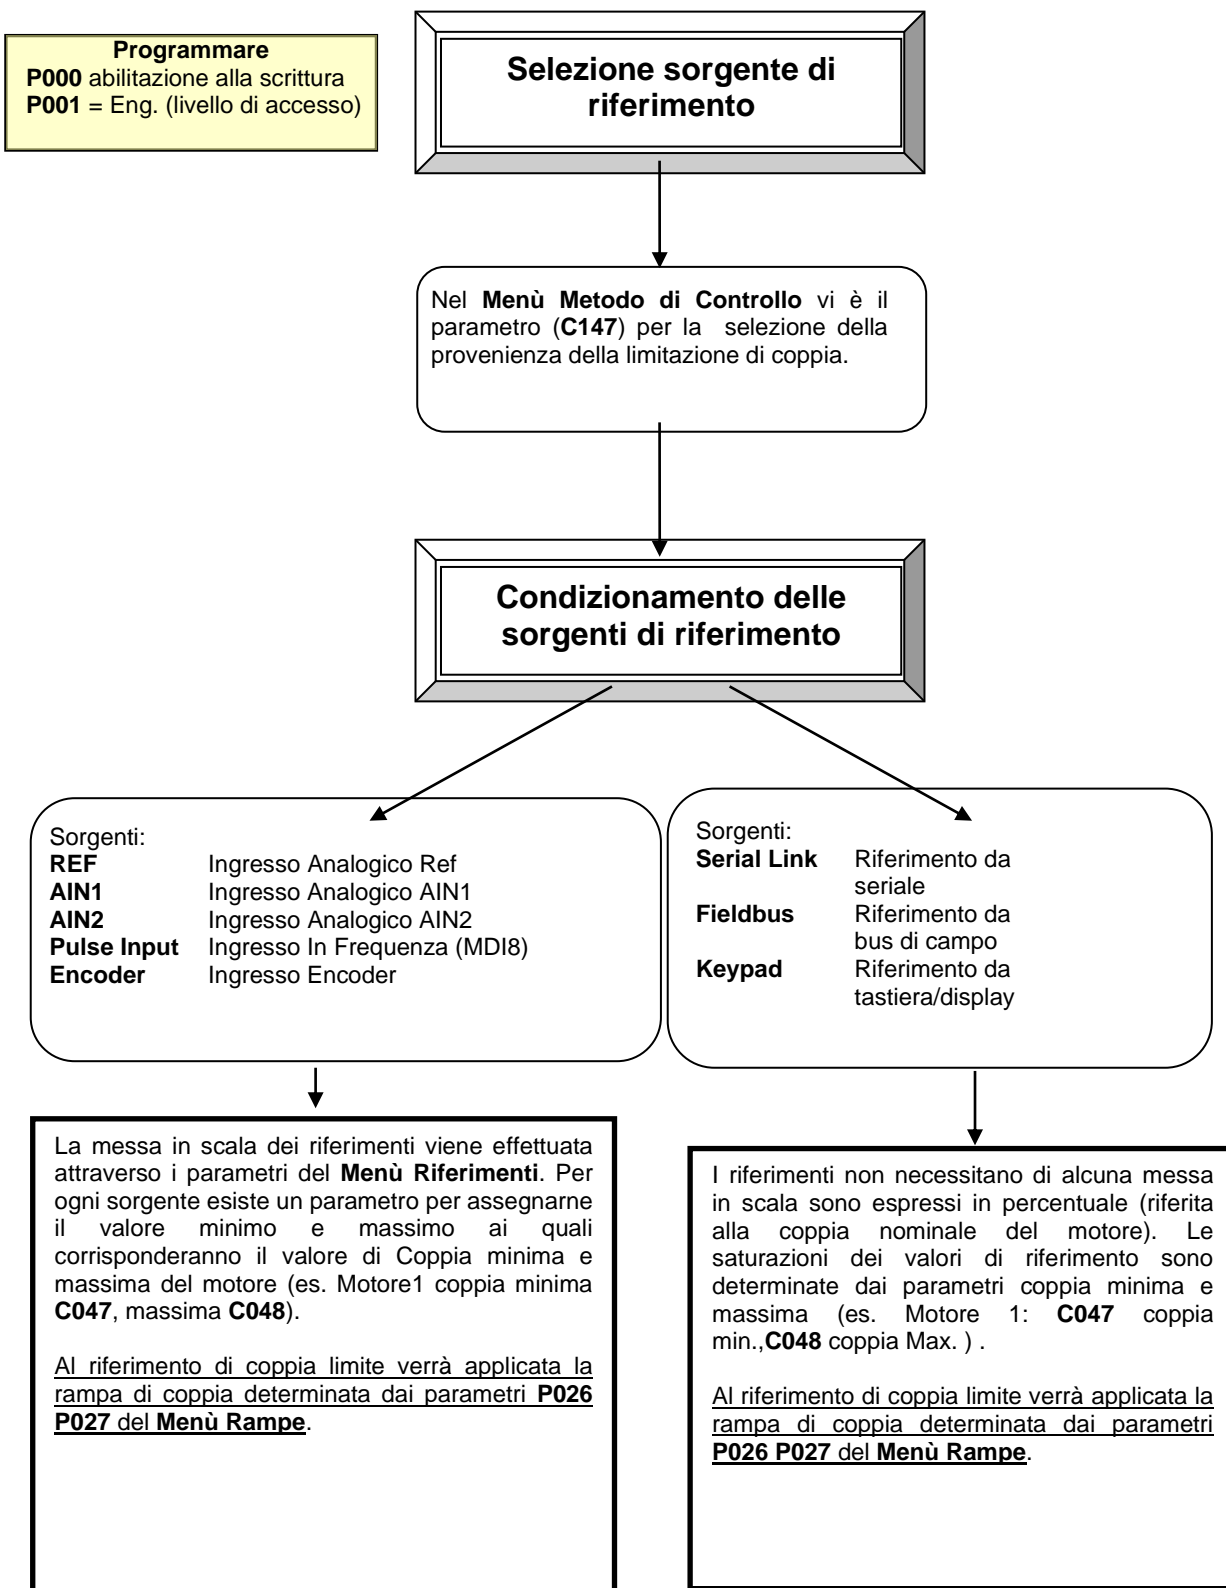 Programmare
P000 abilitazione alla scrittura
P001 = Eng. (livello di accesso)
Selezione sorgente di
riferimento
Nel Menù Metodo di Controllo vi è il
parametro (C147) per la selezione della
provenienza della limitazione di coppia.
Condizionamento delle
sorgenti di riferimento
Sorgenti:
REF Ingresso Analogico Ref
AIN1 Ingresso Analogico AIN1
AIN2 Ingresso Analogico AIN2
Pulse Input Ingresso In Frequenza (MDI8)
Encoder Ingresso Encoder
Sorgenti:
Serial Link Riferimento da
seriale
Fieldbus Riferimento da
bus di campo
Keypad Riferimento da
tastiera/display
La messa in scala dei riferimenti viene effettuata
attraverso i parametri del Menù Riferimenti. Per
ogni sorgente esiste un parametro per assegnarne
il valore minimo e massimo ai quali
corrisponderanno il valore di Coppia minima e
massima del motore (es. Motore1 coppia minima
C047, massima C048).
Al riferimento di coppia limite verrà applicata la
rampa di coppia determinata dai parametri P026
P027 del Menù Rampe.
I riferimenti non necessitano di alcuna messa
in scala sono espressi in percentuale (riferita
alla coppia nominale del motore). Le
saturazioni dei valori di riferimento sono
determinate dai parametri coppia minima e
massima (es. Motore 1: C047 coppia
min.,C048 coppia Max. ) .
Al riferimento di coppia limite verrà applicata la
rampa di coppia determinata dai parametri
P026 P027 del Menù Rampe.